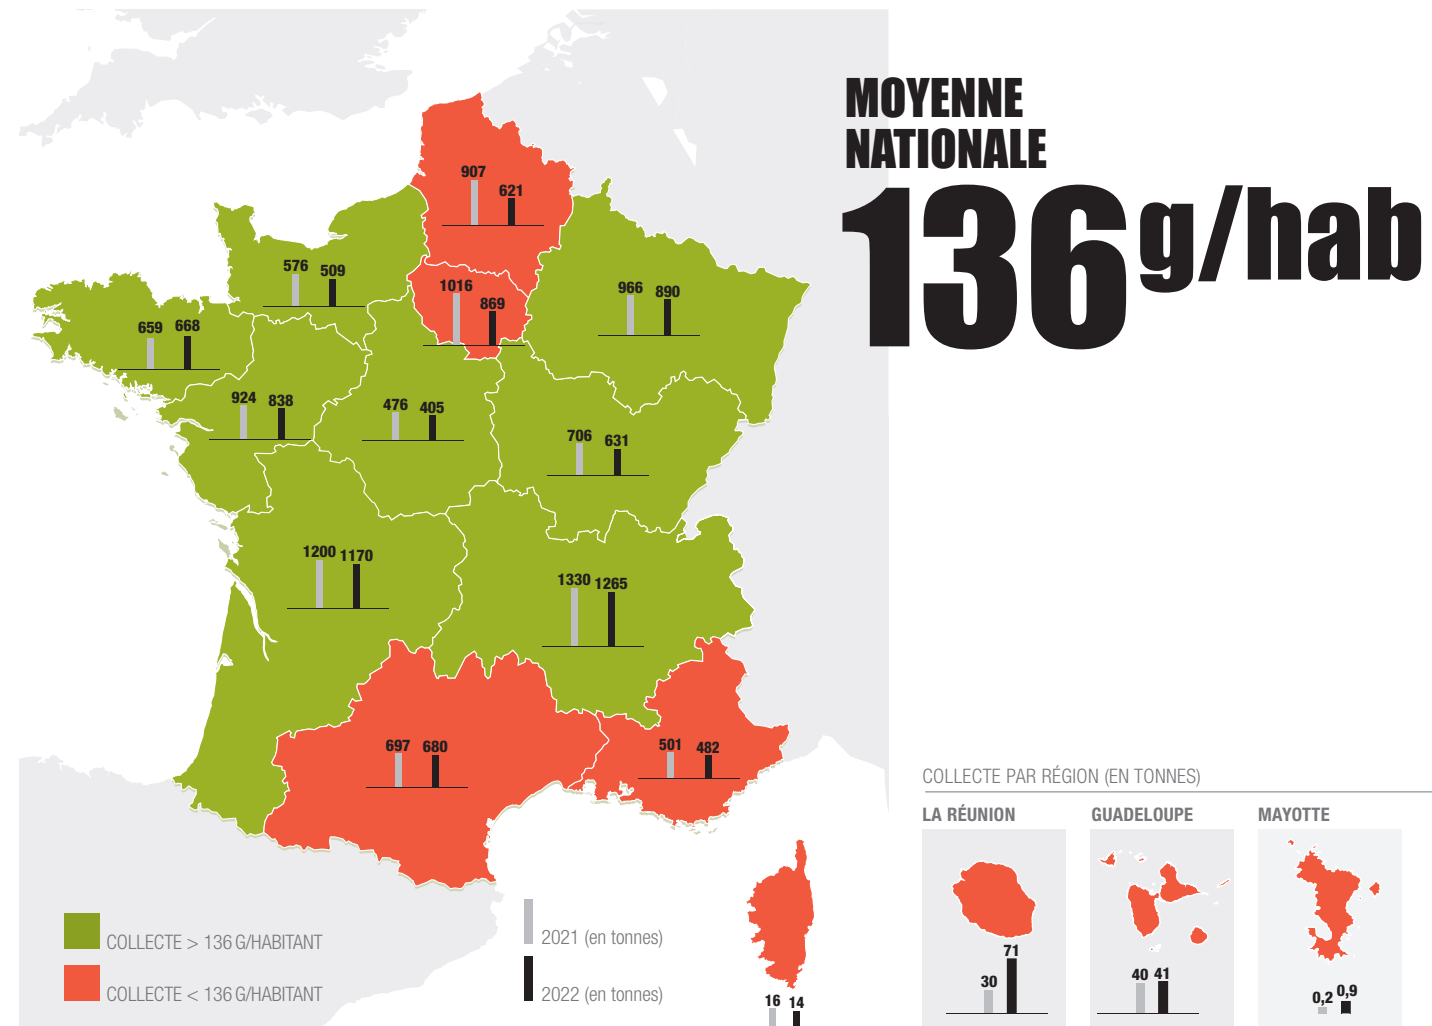 MOYENNE
NATIONALE
136 g/hab
907
621
576
509
1016
869
966
890
659
668
924
838
476
405
706
631
1200
1170
1330
1265
697
680
501
482
COLLECTE > 136 G/HABITANT
COLLECTE < 136 G/HABITANT
2021 (en tonnes)
2022 (en tonnes)
16
14
COLLECTE PAR RÉGION (EN TONNES)
LA RÉUNION
GUADELOUPE
MAYOTTE
30
71
40
41
0,2
0,9